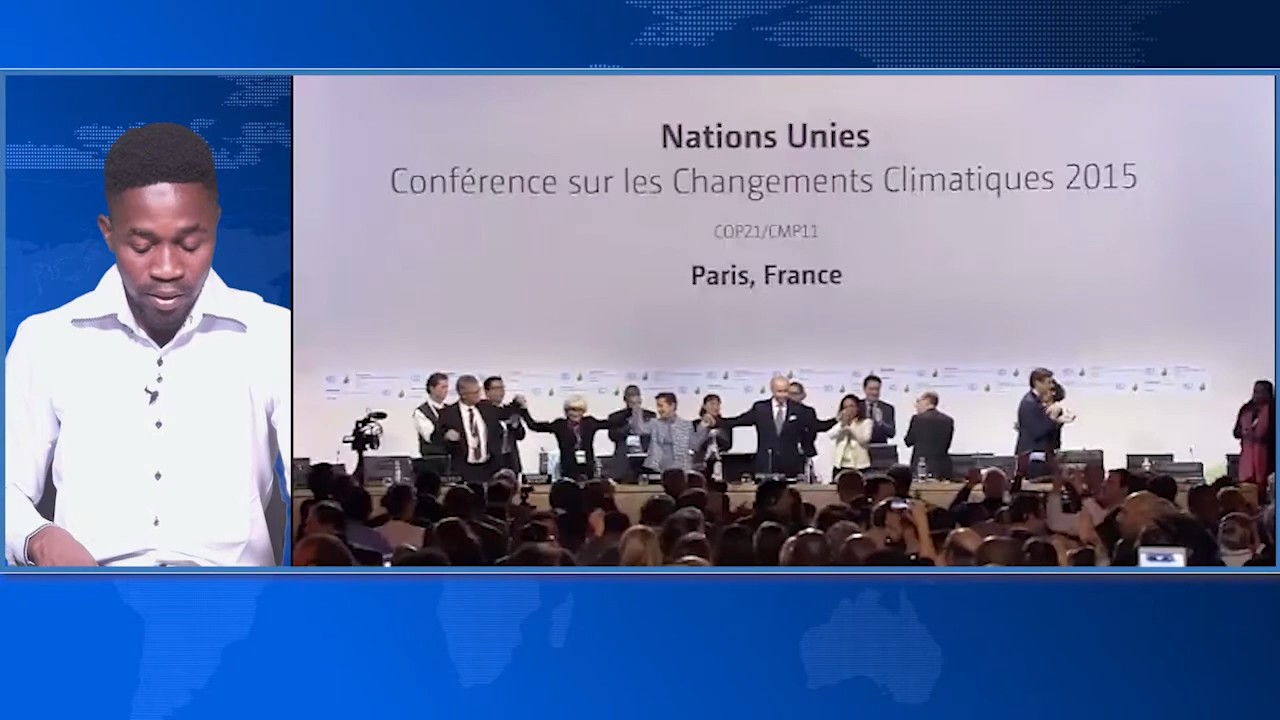 Nations Unies
Conférence sur les Changements Climatiques 2015
COP21/CMP11
Paris, France